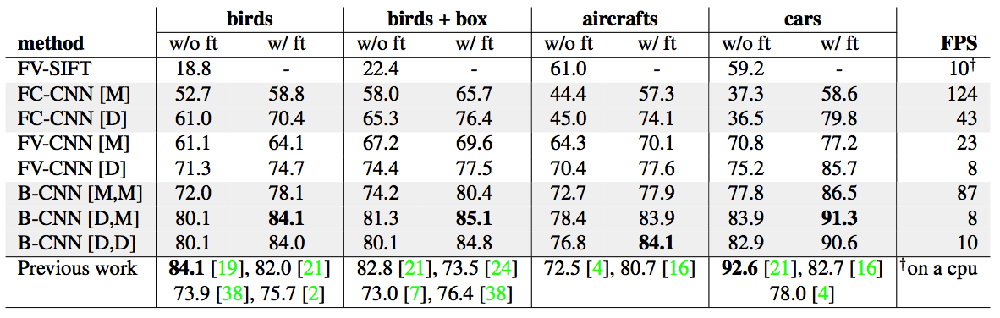 birds birds + box aircrafts cars
method w/o ft w/ ft w/o ft w/ ft w/o ft w/ ft w/o ft w/ ft FPS
FV-SIFT 18.8 - 22.4 - 61.0 - 59.2 - 10†
FC-CNN [M] 52.7 58.8 58.0 65.7 44.4 57.3 37.3 58.6 124
FC-CNN [D] 61.0 70.4 65.3 76.4 45.0 74.1 36.5 79.8 43
FV-CNN [M] 61.1 64.1 67.2 69.6 64.3 70.1 70.8 77.2 23
FV-CNN [D] 71.3 74.7 74.4 77.5 70.4 77.6 75.2 85.7 8
B-CNN [M,M] 72.0 78.1 74.2 80.4 72.7 77.9 77.8 86.5 87
B-CNN [D,M] 80.1 84.1 81.3 85.1 78.4 83.9 83.9 91.3 8
B-CNN [D,D] 80.1 84.0 80.1 84.8 76.8 84.1 82.9 90.6 10
Previous work 84.1 [19], 82.0 [21] 82.8 [21], 73.5 [24] 72.5 [4], 80.7 [16] 92.6 [21], 82.7 [16] †on a cpu
73.9 [38], 75.7 [2] 73.0 [7], 76.4 [38] 78.0 [4]